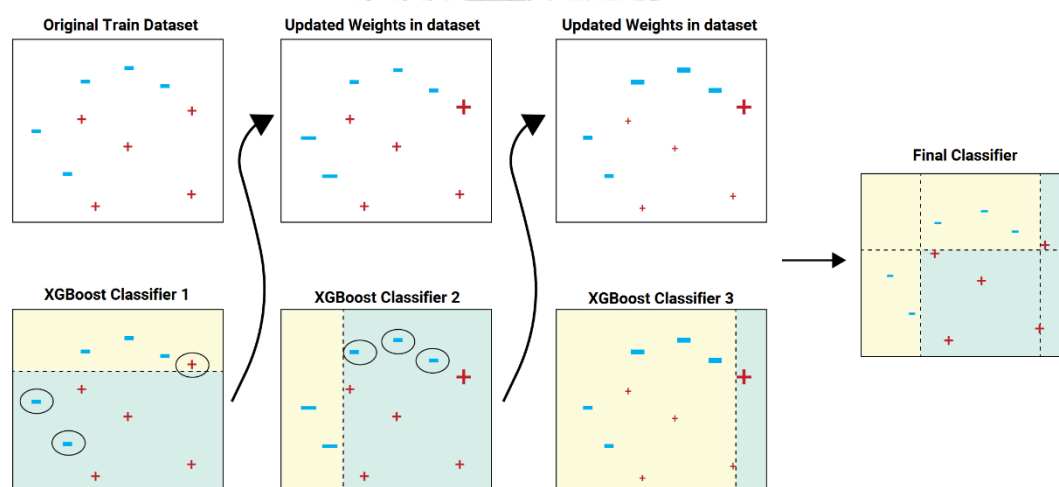 Original Train Dataset
Updated Weights in dataset
Updated Weights in dataset
Final Classifier
XGBoost Classifier 1
XGBoost Classifier 2
XGBoost Classifier 3